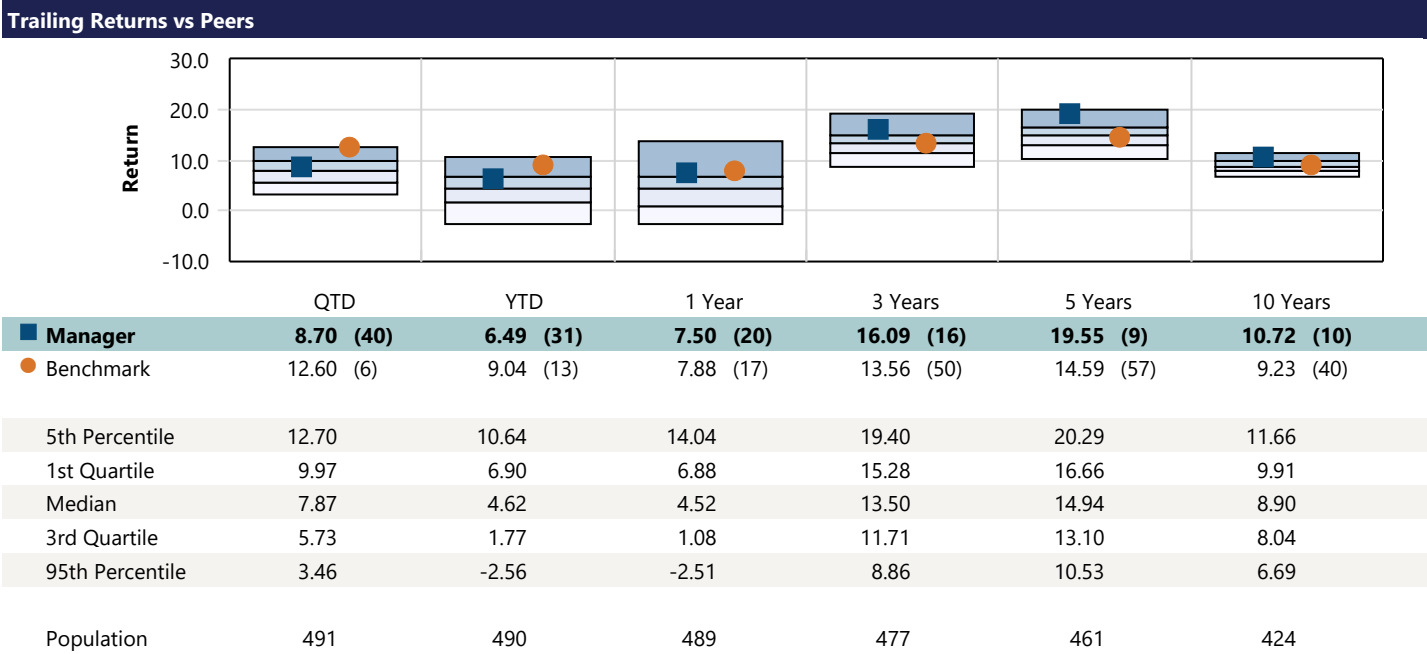 Trailing Returns vs Peers
30.0
20.0
10.0
0.0
-10.0
Return
QTD YTD 1 Year 3 Years 5 Years 10 Years
Manager 8.70 (40) 6.49 (31) 7.50 (20) 16.09 (16) 19.55 (9) 10.72 (10)
Benchmark 12.60 (6) 9.04 (13) 7.88 (17) 13.56 (50) 14.59 (57) 9.23 (40)
5th Percentile 12.70 10.64 14.04 19.40 20.29 11.66
1st Quartile 9.97 6.90 6.88 15.28 16.66 9.91
Median 7.87 4.62 4.52 13.50 14.94 8.90
3rd Quartile 5.73 1.77 1.08 11.71 13.10 8.04
95th Percentile 3.46 -2.56 -2.51 8.86 10.53 6.69
Population 491 490 489 477 461 424